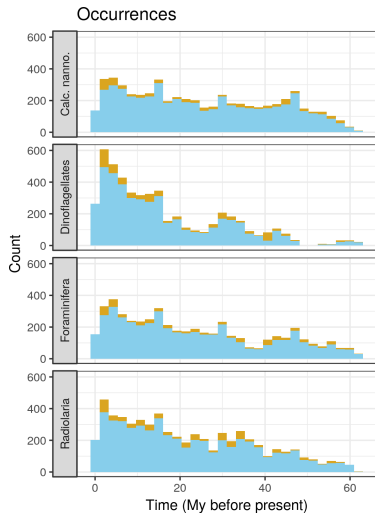 Occurrences
Count
Calc. nanno.
600
400
200
0
Dinoflagellates
600
400
200
0
Foraminifera
600
400
200
0
Radiolaria
600
400
200
0
0 20 40 60
Time (My before present)